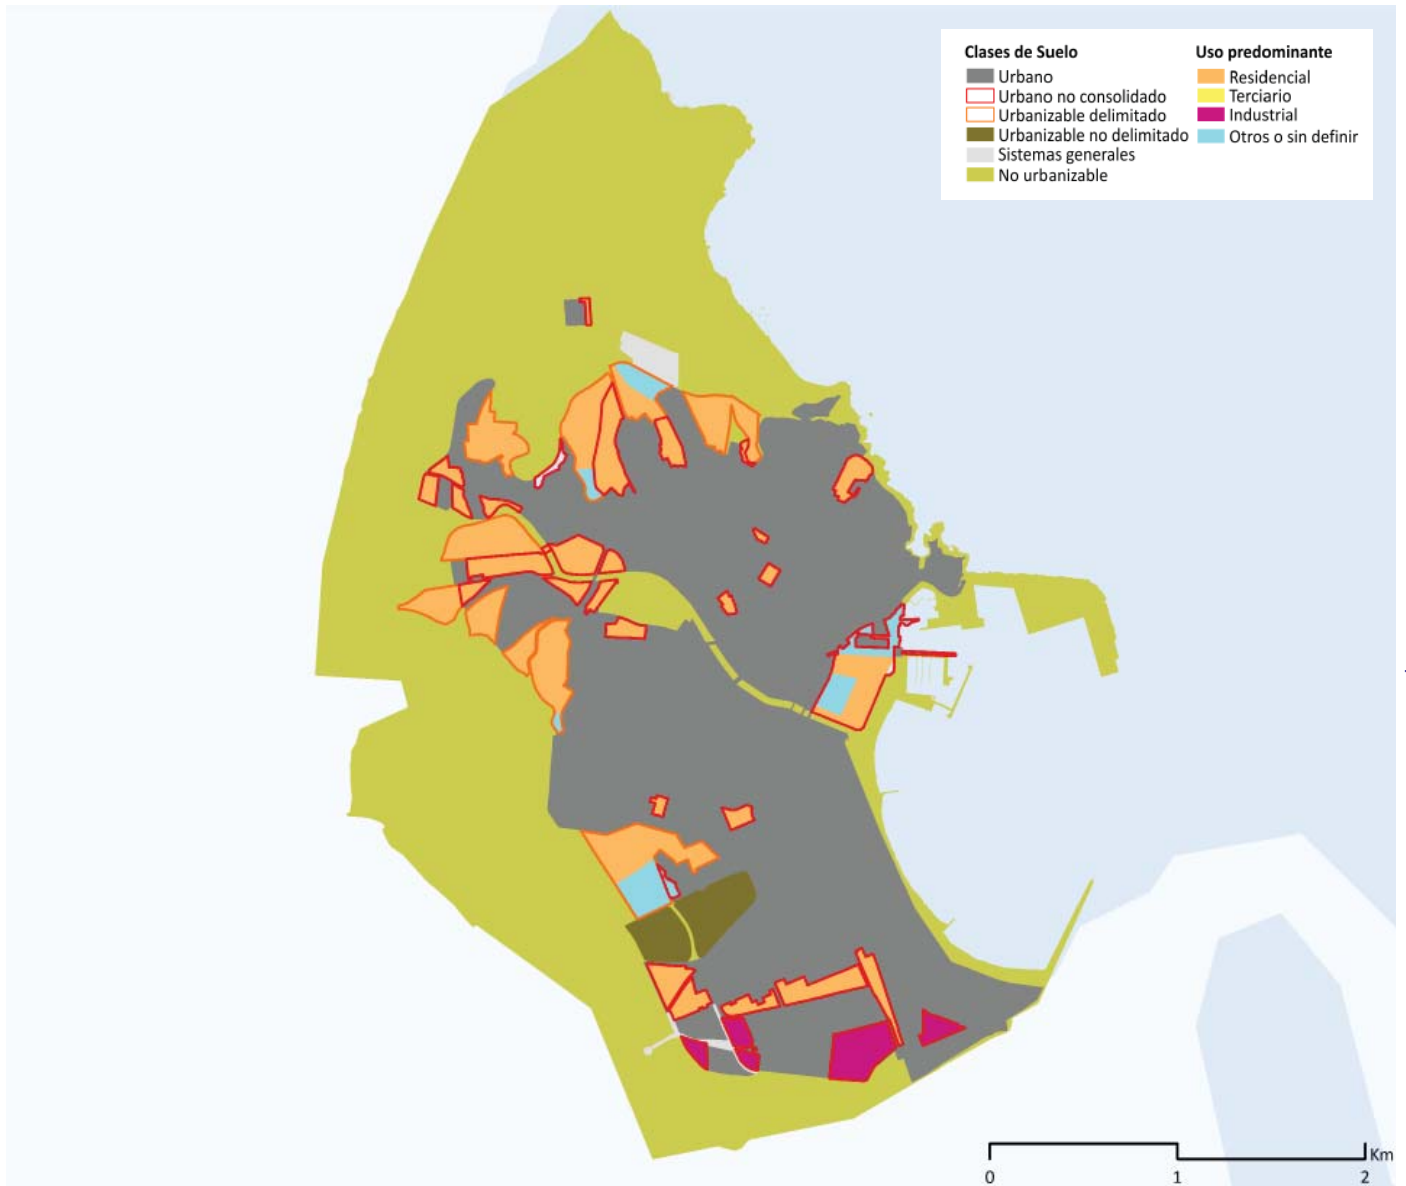 Clases de Suelo
Urbano
Urbano no consolidado
Urbanizable delimitado
Urbanizable no delimitado
Sistemas generales
No urbanizable
Uso predominante
Residencial
Terciario
Industrial
Otros o sin definir
Km
0 1 2